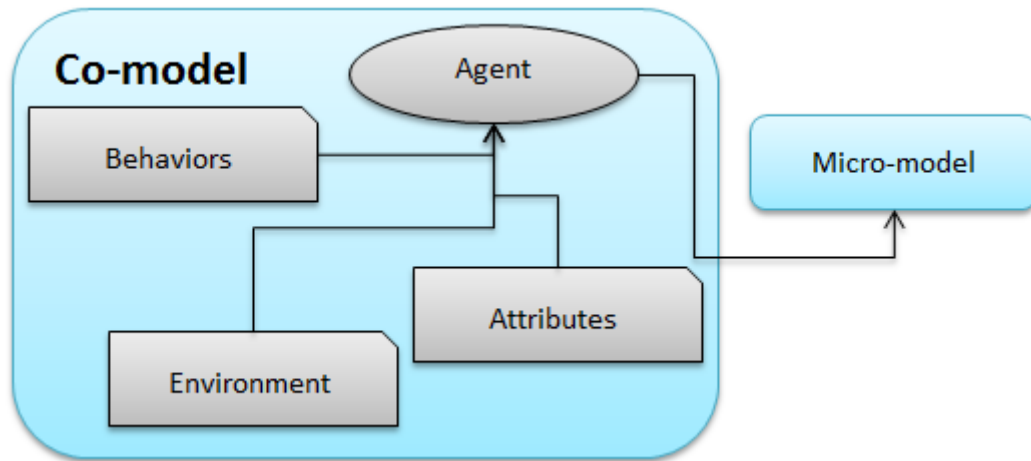 Co-model
Agent
Behaviors
Micro-model
Attributes
Environment